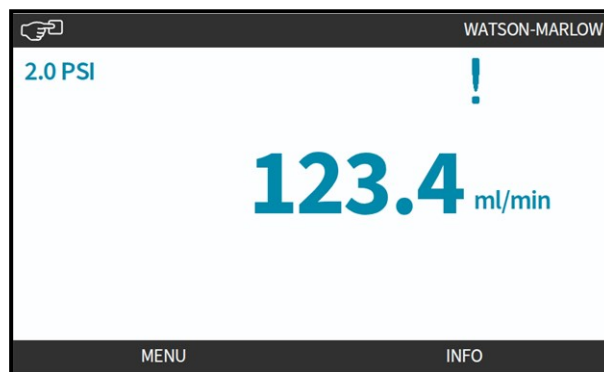 WATSON-MARLOW
2.0 PSI
!
123.4 ml/min
MENU INFO